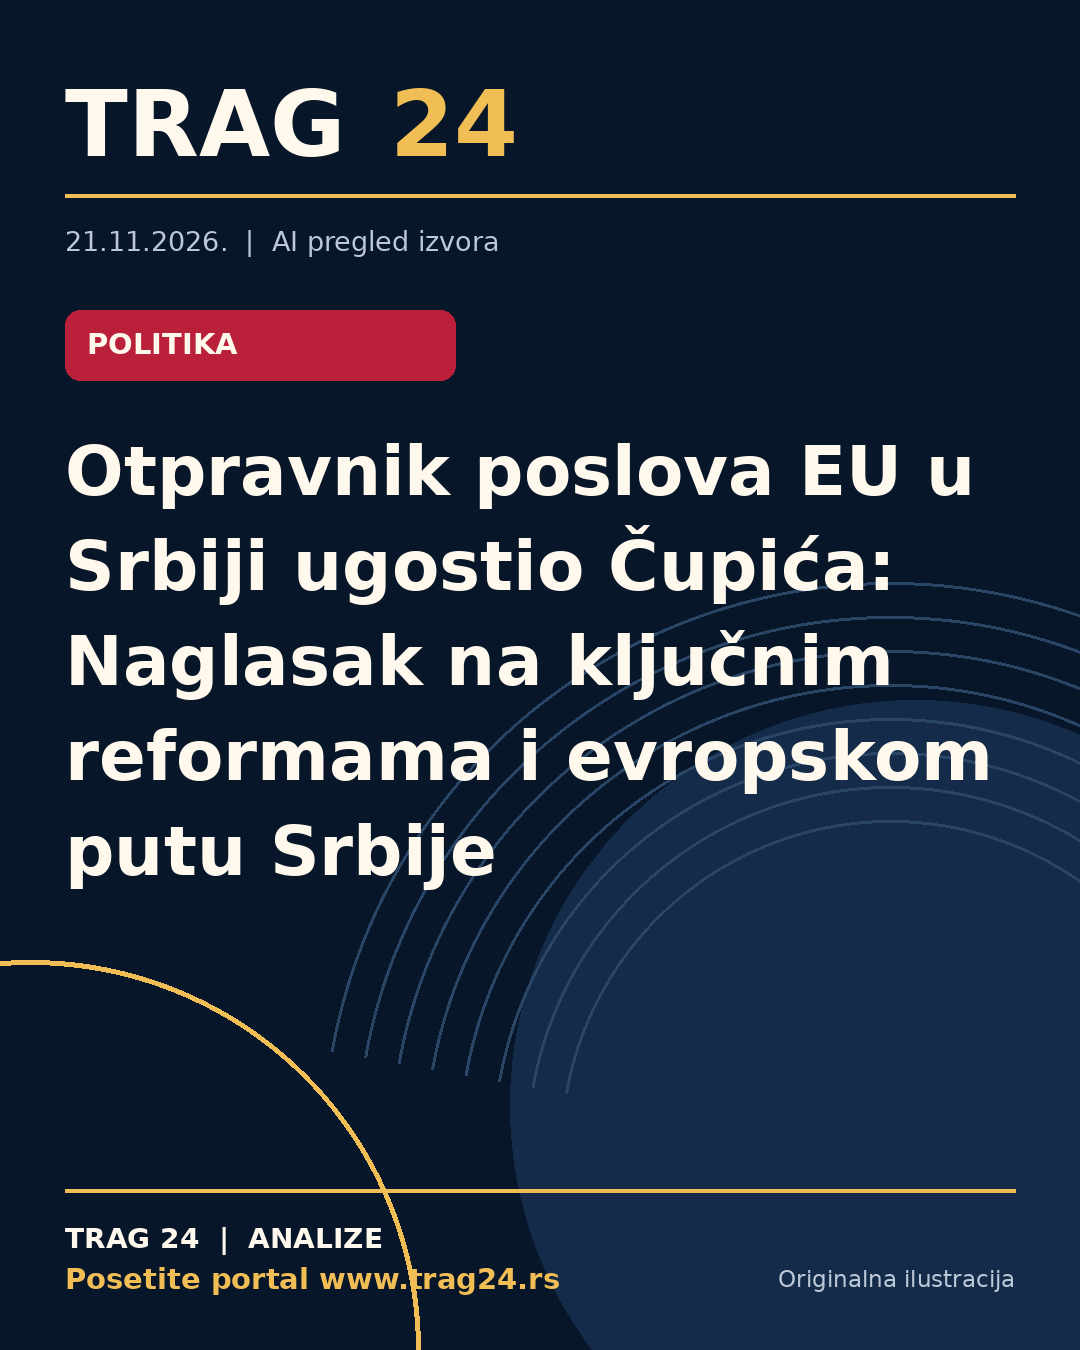 TRAG 24
21.11.2026. | AI pregled izvora
POLITIKA
Otpravnik poslova EU u
Srbiji ugostio Čupića:
Naglasak na ključnim
reformama i evropskom
putu Srbije
TRAG 24 | ANALIZE
Posetite portal www.trag24.rs
Originalna ilustracija